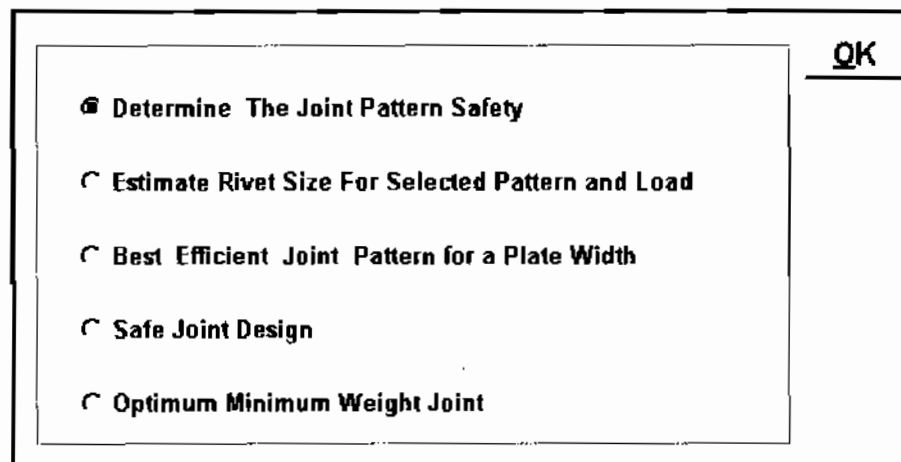 OK
Determine The Joint Pattern Safety
Estimate Rivet Size For Selected Pattern and Load
Best Efficient Joint Pattern for a Plate Width
Safe Joint Design
Optimum Minimum Weight Joint